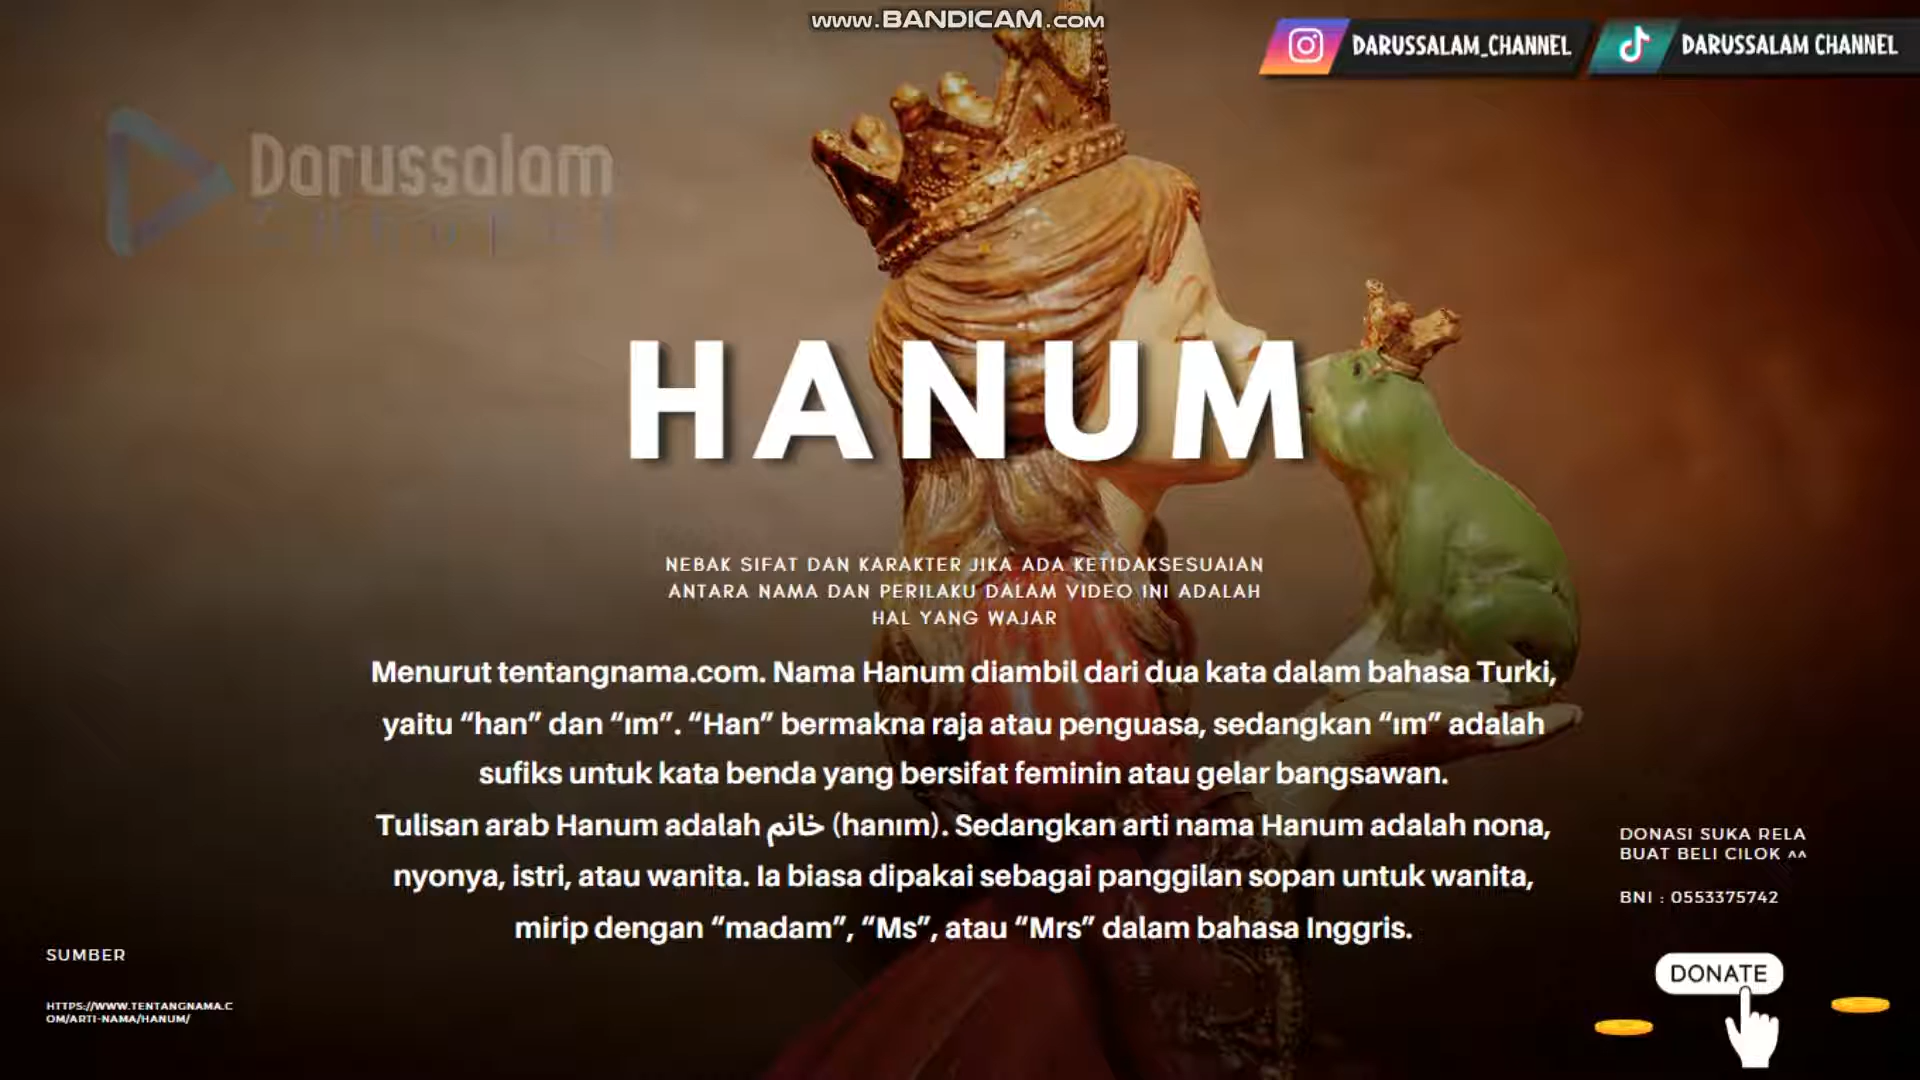 www.BANDICAM.com
DARUSSALAM_CHANNEL
DARUSSALAM CHANNEL
Darussalam
HANUM
NEBAK SIFAT DAN KARAKTER JIKA ADA KETIDAKSESUAIAN
ANTARA NAMA DAN PERILAKU DALAM VIDEO INI ADALAH
HAL YANG WAJAR
Menurut tentangnama.com. Nama Hanum diambil dari dua kata dalam bahasa Turki,
yaitu “han” dan “ım”. “Han” bermakna raja atau penguasa, sedangkan “ım” adalah
sufiks untuk kata benda yang bersifat feminin atau gelar bangsawan.
Tulisan arab Hanum adalah خانم (hanım). Sedangkan arti nama Hanum adalah nona,
nyonya, istri, atau wanita. Ia biasa dipakai sebagai panggilan sopan untuk wanita,
mirip dengan “madam”, “Ms”, atau “Mrs” dalam bahasa Inggris.
DONASI SUKA RELA
BUAT BELI CILOK ^^
BNI : 0553375742
DONATE
SUMBER
HTTPS://WWW.TENTANGNAMA.C
OM/ARTI-NAMA/HANUM/